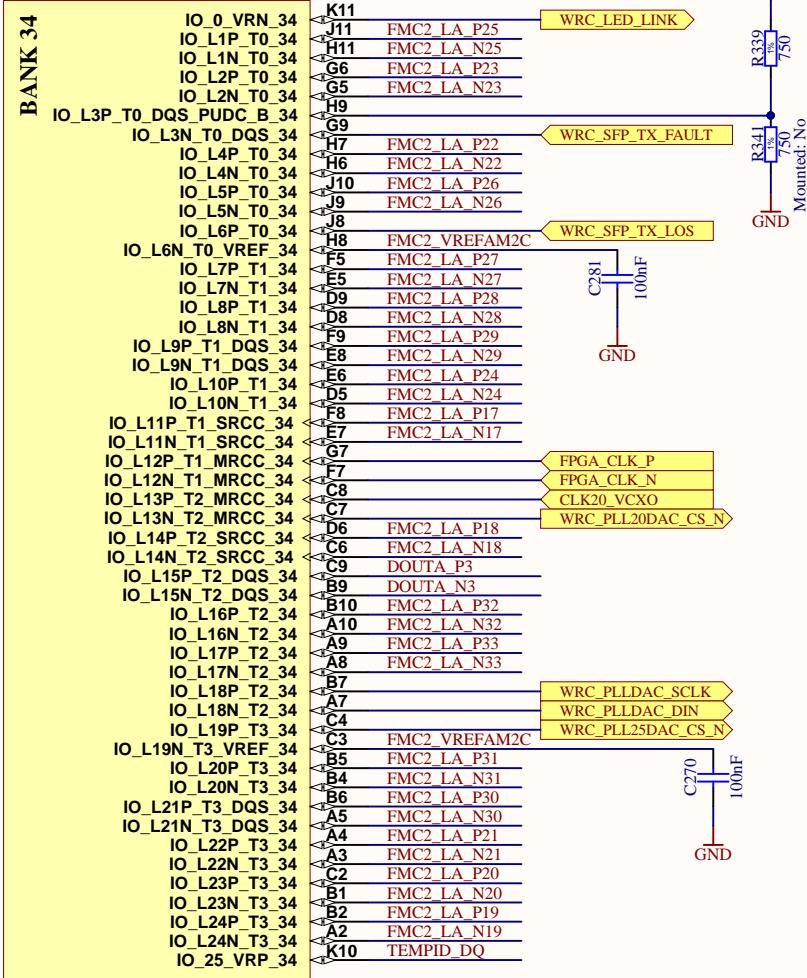 BANK 34
IO_0_VRN_34 K11 WRC_LED_LINK
IO_L1P_T0_34 J11 FMC2_LA_P25
IO_L1N_T0_34 H11 FMC2_LA_N25
IO_L2P_T0_34 G6 FMC2_LA_P23
IO_L2N_T0_34 G5 FMC2_LA_N23
IO_L3P_T0_DQS_PUDC_B_34 H9
IO_L3N_T0_DQS_34 G9 WRC_SFP_TX_FAULT
IO_L4P_T0_34 H7 FMC2_LA_P22
IO_L4N_T0_34 H6 FMC2_LA_N22
IO_L5P_T0_34 J10 FMC2_LA_P26
IO_L5N_T0_34 J9 FMC2_LA_N26
IO_L6P_T0_34 J8 WRC_SFP_TX_LOS
IO_L6N_T0_VREF_34 H8 FMC2_VREFAM2C
IO_L7P_T1_34 F5 FMC2_LA_P27
IO_L7N_T1_34 E5 FMC2_LA_N27
IO_L8P_T1_34 D9 FMC2_LA_P28
IO_L8N_T1_34 D8 FMC2_LA_N28
IO_L9P_T1_DQS_34 F9 FMC2_LA_P29
IO_L9N_T1_DQS_34 E8 FMC2_LA_N29
IO_L10P_T1_34 E6 FMC2_LA_P24
IO_L10N_T1_34 D5 FMC2_LA_N24
IO_L11P_T1_SRCC_34 F8 FMC2_LA_P17
IO_L11N_T1_SRCC_34 E7 FMC2_LA_N17
IO_L12P_T1_MRCC_34 G7 FPGA_CLK_P
IO_L12N_T1_MRCC_34 F7 FPGA_CLK_N
IO_L13P_T2_MRCC_34 C8 CLK20_VCXO
IO_L13N_T2_MRCC_34 C7 WRC_PLL20DAC_CS_N
IO_L14P_T2_SRCC_34 D6 FMC2_LA_P18
IO_L14N_T2_SRCC_34 C6 FMC2_LA_N18
IO_L15P_T2_DQS_34 C9 DOUTA_P3
IO_L15N_T2_DQS_34 B9 DOUTA_N3
IO_L16P_T2_34 B10 FMC2_LA_P32
IO_L16N_T2_34 A10 FMC2_LA_N32
IO_L17P_T2_34 A9 FMC2_LA_P33
IO_L17N_T2_34 A8 FMC2_LA_N33
IO_L18P_T2_34 B7 WRC_PLLDAC_SCLK
IO_L18N_T2_34 A7 WRC_PLLDAC_DIN
IO_L19P_T3_34 C4 WRC_PLL25DAC_CS_N
IO_L19N_T3_VREF_34 C3 FMC2_VREFAM2C
IO_L20P_T3_34 B5 FMC2_LA_P31
IO_L20N_T3_34 B4 FMC2_LA_N31
IO_L21P_T3_DQS_34 B6 FMC2_LA_P30
IO_L21N_T3_DQS_34 A5 FMC2_LA_N30
IO_L22P_T3_34 A4 FMC2_LA_P21
IO_L22N_T3_34 A3 FMC2_LA_N21
IO_L23P_T3_34 C2 FMC2_LA_P20
IO_L23N_T3_34 B1 FMC2_LA_N20
IO_L24P_T3_34 B2 FMC2_LA_P19
IO_L24N_T3_34 A2 FMC2_LA_N19
IO_25_VRP_34 K10 TEMPID_DQ
R339
1%
750
R341
1%
750
Mounted: No
GND
C281
100nF
GND
C270
100nF
GND